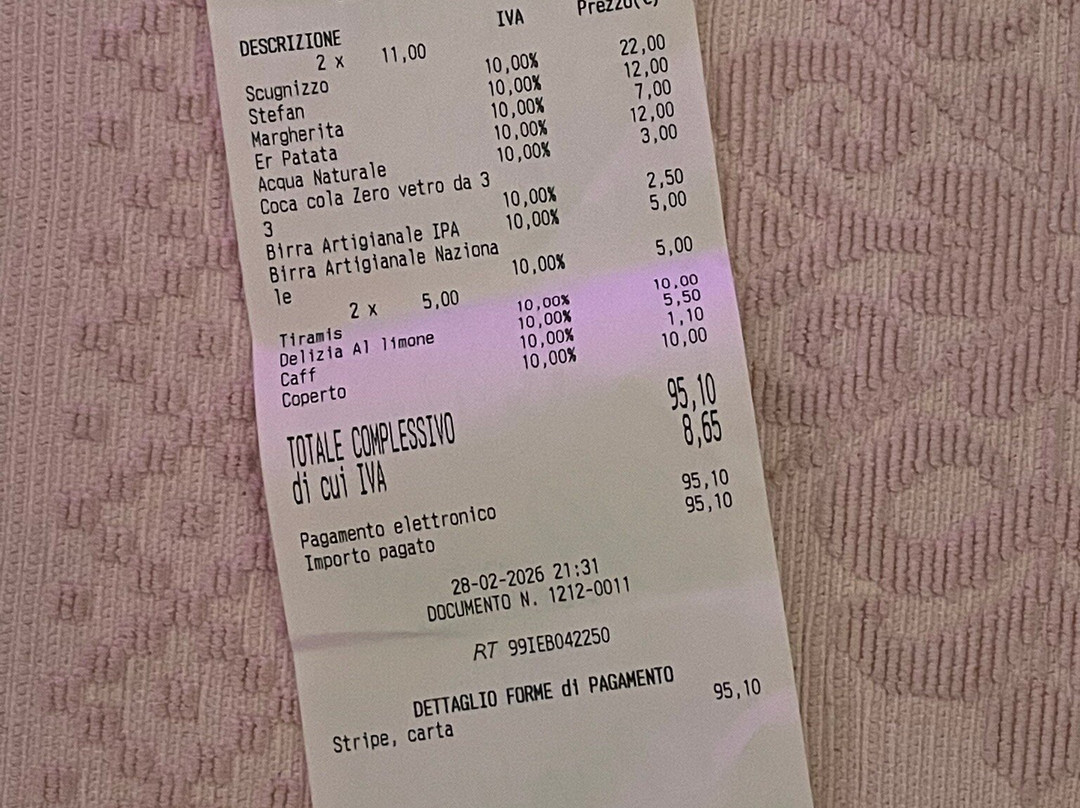 IVA Prezzo(€)
DESCRIZIONE
2 x 11,00
Scugnizzo 10,00% 22,00
Stefan 10,00% 12,00
Margherita 10,00% 7,00
Er Patata 10,00% 12,00
Acqua Naturale 10,00% 3,00
Coca cola Zero vetro da 3
3 10,00% 2,50
Birra Artigianale IPA 10,00% 5,00
Birra Artigianale Naziona
le 10,00% 5,00
2 x 5,00
Tiramis 10,00% 10,00
Delizia Al limone 10,00% 5,50
Caff 10,00% 1,10
Coperto 10,00% 10,00
TOTALE COMPLESSIVO 95,10
di cui IVA 8,65
Pagamento elettronico 95,10
Importo pagato 95,10
28-02-2026 21:31
DOCUMENTO N. 1212-0011
RT 99IEB042250
DETTAGLIO FORME di PAGAMENTO
Stripe, carta 95,10